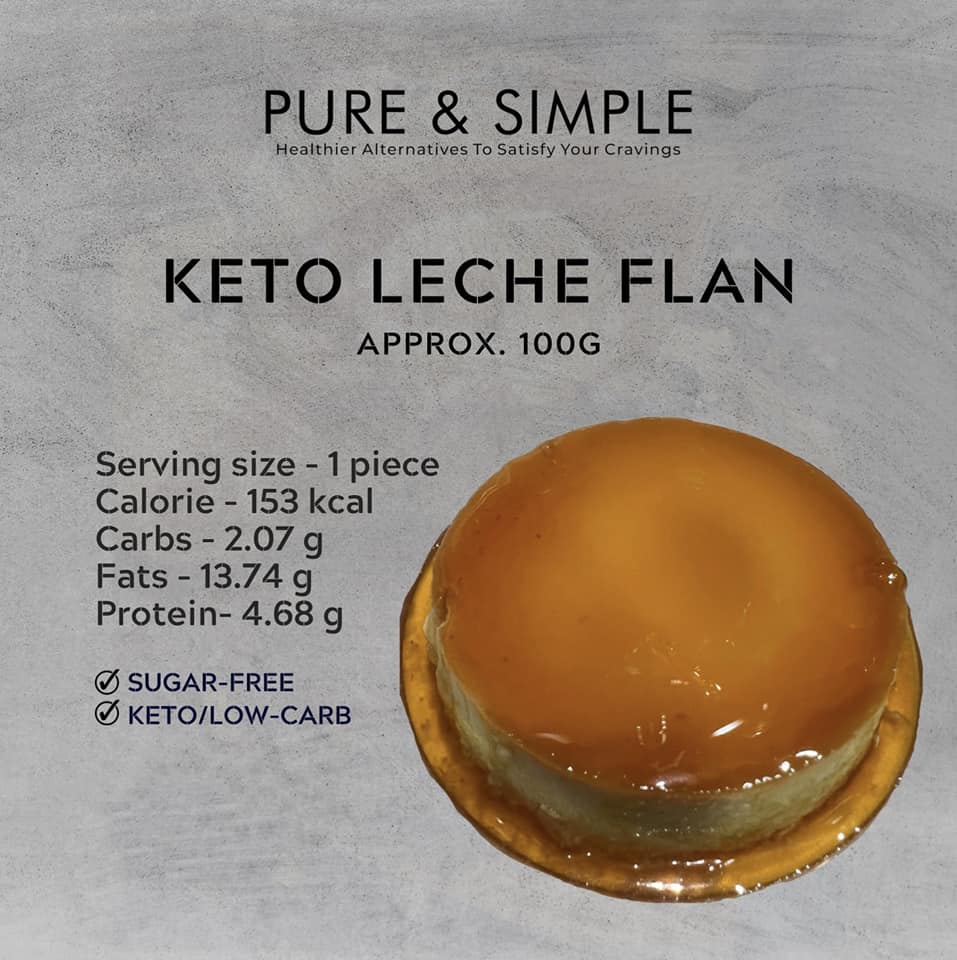 PURE & SIMPLE
Healthier Alternatives To Satisfy Your Cravings
KETO LECHE FLAN
APPROX. 100G
Serving size - 1 piece
Calorie - 153 kcal
Carbs - 2.07 g
Fats - 13.74 g
Protein- 4.68 g
SUGAR-FREE
KETO/LOW-CARB